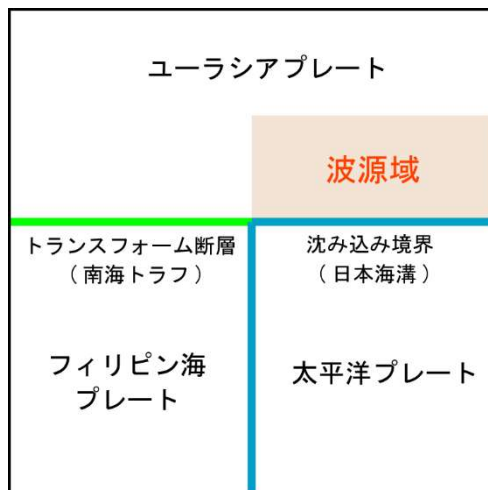 ユーラシアプレート
波源域
トランスフォーム断層
（南海トラフ）
沈み込み境界
（日本海溝）
フィリピン海
プレート
太平洋プレート